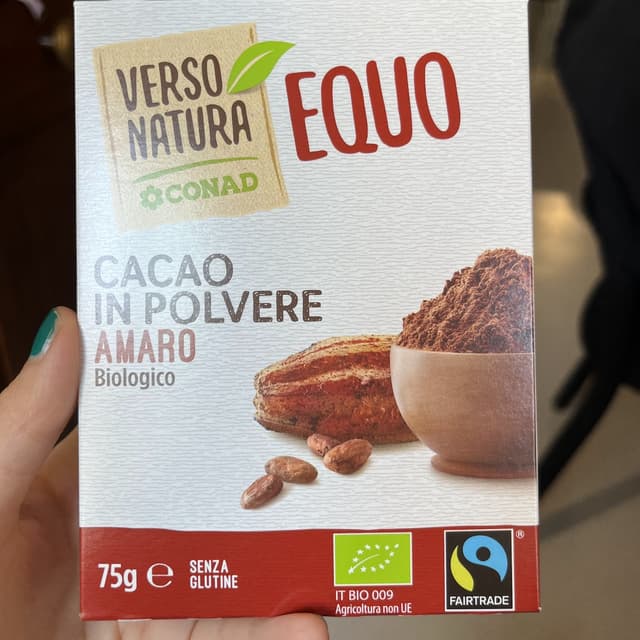 VERSO
NATURA
CONAD
EQUO
CACAO
IN POLVERE
AMARO
Biologico
75g ℮
SENZA
GLUTINE
IT BIO 009
Agricoltura non UE
FAIRTRADE
®